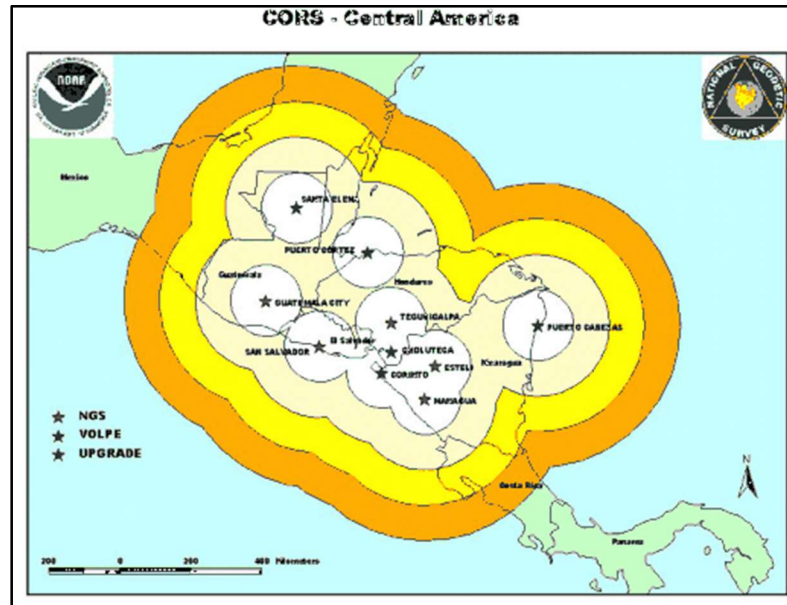 CORS - Central America
NOAA
NATIONAL GEODETIC SURVEY
Mexico
SANTA ELENA
PUERTO CORTEZ
Guatemala
Honduras
GUATEMALA CITY
TEGUCIGALPA
PUERTO CABEZAS
SAN SALVADOR
El Salvador
CHOLUTECA
ESTELI
Nicaragua
CORINTO
MANAGUA
NGS
VOLPE
UPGRADE
N
Costa Rica
Panama
200 0 200 400 Kilometers